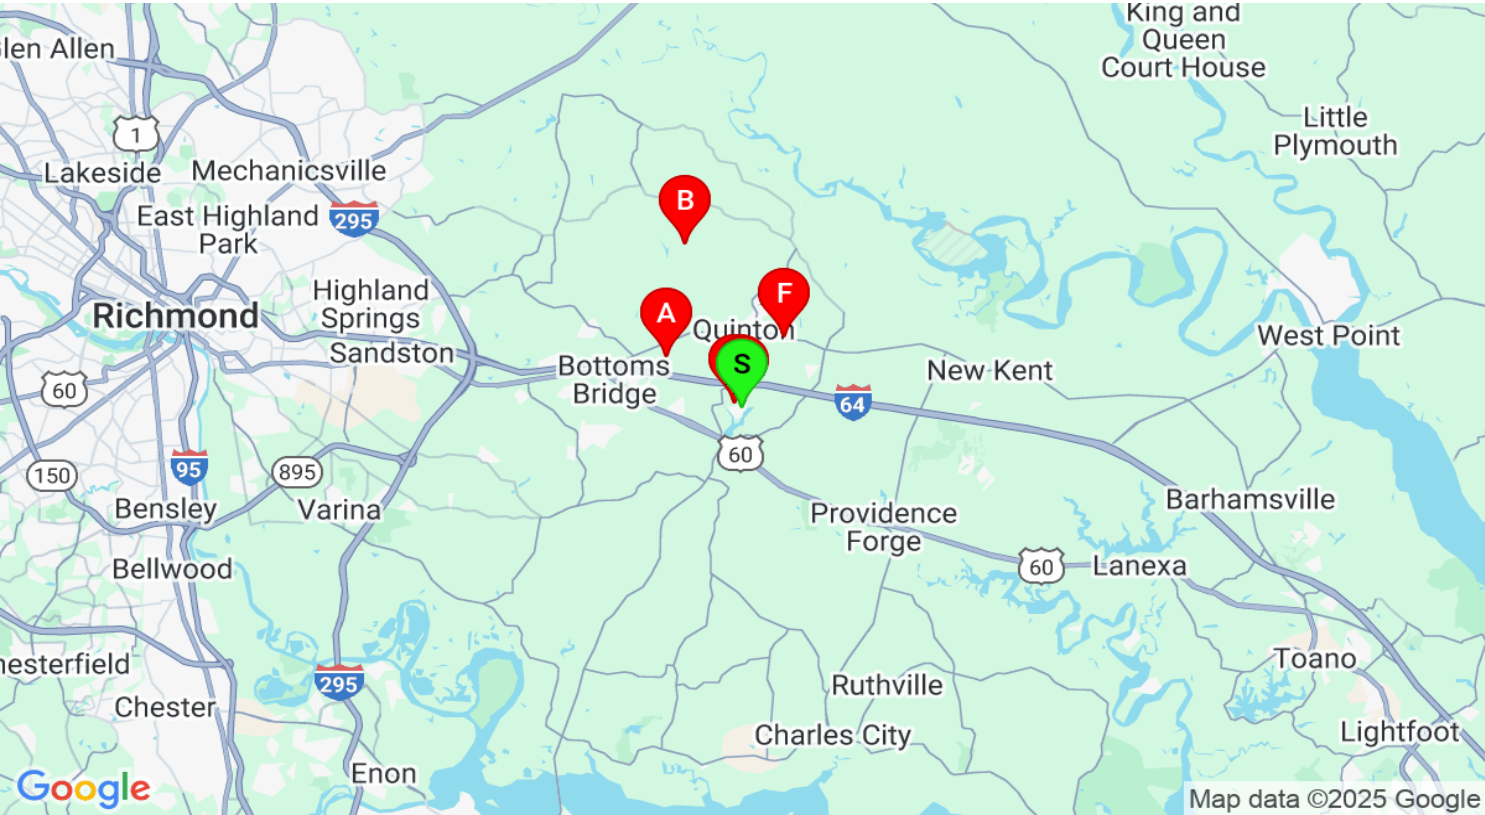 King and
Queen
Court House
Glen Allen
Little
Plymouth
1
Lakeside
Mechanicsville
B
East Highland
Park
295
Highland
Springs
F
A
Richmond
Quinton
West Point
Sandston
Bottoms
Bridge
S
New Kent
60
64
60
95
150
895
Bensley
Varina
Barhamsville
Providence
Forge
Bellwood
60
Lanexa
hesterfield
295
Toano
Ruthville
Chester
Charles City
Lightfoot
Enon
Google
Map data ©2025 Google